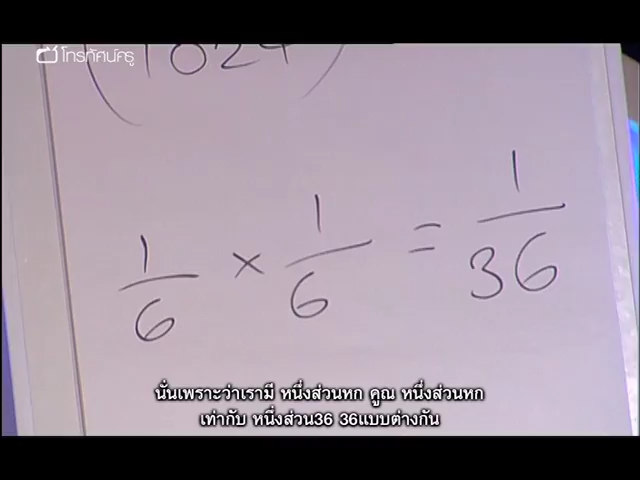 โทรทัศน์ครู
(1024)
1/6 × 1/6 = 1/36
นั่นเพราะว่าเรามี หนึ่งส่วนหก คูณ หนึ่งส่วนหก
เท่ากับ หนึ่งส่วน36 36แบบต่างกัน